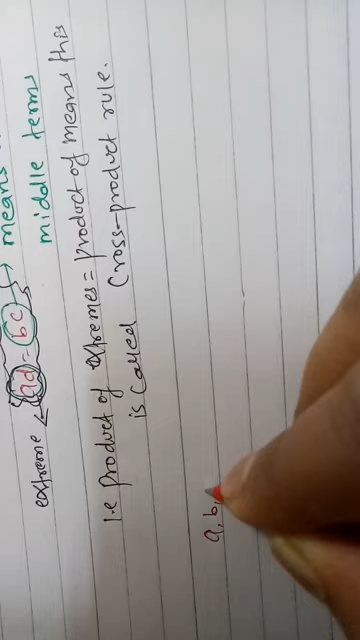 means
extreme ← ad = bc → middle terms
i.e product of extremes = product of means this
is called Cross-product rule.
a, b,